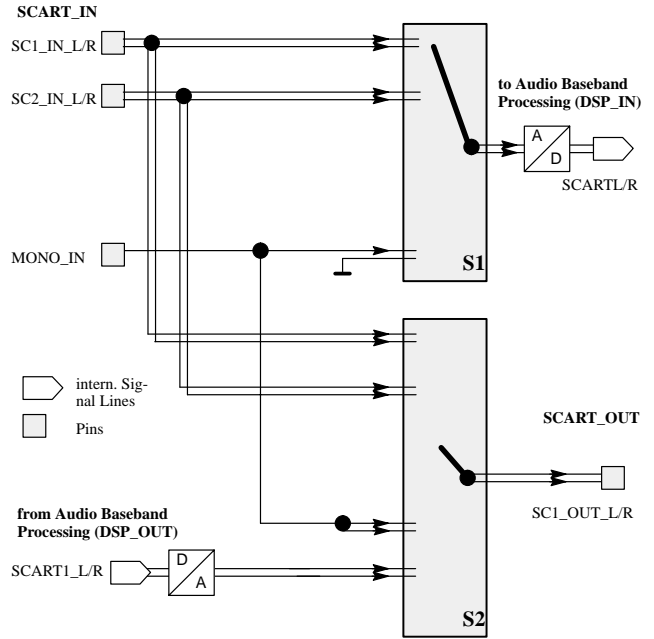 SCART_IN
SC1_IN_L/R
SC2_IN_L/R
to Audio Baseband
Processing (DSP_IN)
A
D
SCARTL/R
MONO_IN
S1
intern. Sig-
nal Lines
Pins
SCART_OUT
SC1_OUT_L/R
from Audio Baseband
Processing (DSP_OUT)
SCART1_L/R
D
A
S2